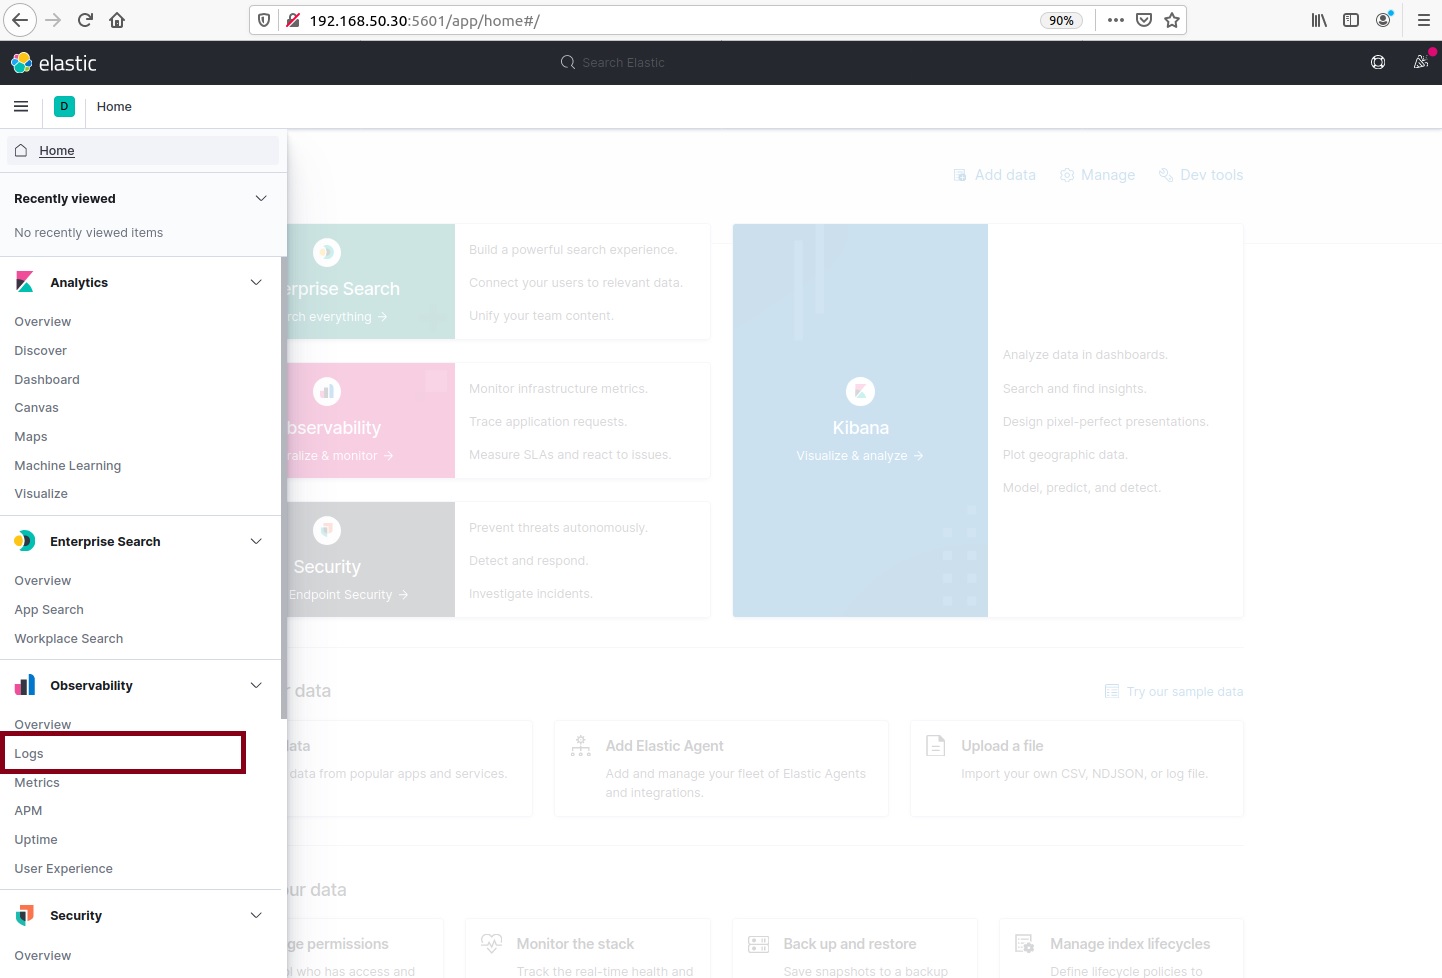 192.168.50.30:5601/app/home#/
90%
elastic
Search Elastic
D
Home
Home
Recently viewed
No recently viewed items
Analytics
Overview
Discover
Dashboard
Canvas
Maps
Machine Learning
Visualize
Enterprise Search
Overview
App Search
Workplace Search
Observability
Overview
Logs
Metrics
APM
Uptime
User Experience
Security
Overview
Add data
Manage
Dev tools
erprise Search
rch everything →
Build a powerful search experience.
Connect your users to relevant data.
Unify your team content.
bservability
ralize & monitor →
Monitor infrastructure metrics.
Trace application requests.
Measure SLAs and react to issues.
Security
Endpoint Security →
Prevent threats autonomously.
Detect and respond.
Investigate incidents.
Kibana
Visualize & analyze →
Analyze data in dashboards.
Search and find insights.
Design pixel-perfect presentations.
Plot geographic data.
Model, predict, and detect.
r data
Try our sample data
data
data from popular apps and services.
Add Elastic Agent
Add and manage your fleet of Elastic Agents
and integrations.
Upload a file
Import your own CSV, NDJSON, or log file.
our data
ge permissions
l who has access and
Monitor the stack
Track the real-time health and
Back up and restore
Save snapshots to a backup
Manage index lifecycles
Define lifecycle policies to